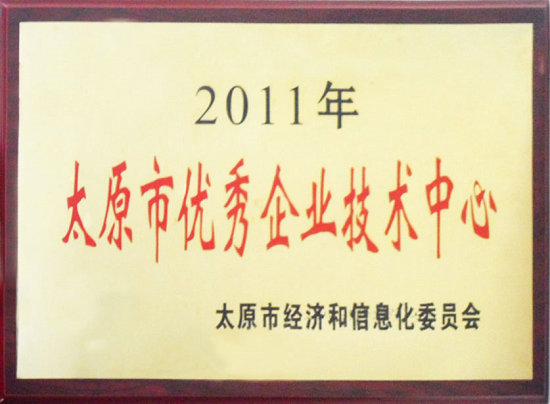 2011年
太原市优秀企业技术中心
太原市经济和信息化委员会